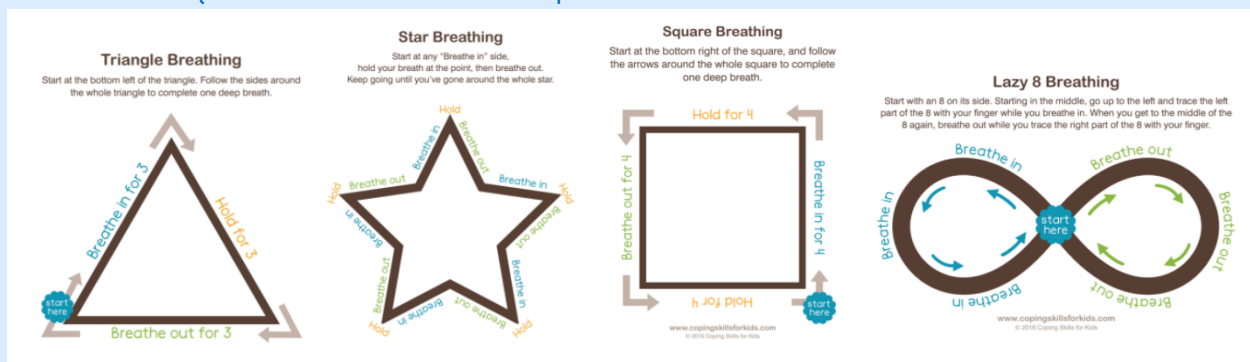 Triangle Breathing
Start at the bottom left of the triangle. Follow the sides around
the whole triangle to complete one deep breath.
Breathe in for 3
Hold for 3
Breathe out for 3
start
here
Star Breathing
Start at any "Breathe in" side,
hold your breath at the point, then breathe out.
Keep going until you've gone around the whole star.
Hold
Breathe in
Breathe out
Breathe in
Hold
Breathe out
Breathe in
Hold
Breathe out
Breathe in
Hold
Breathe out
Breathe in
Hold
Breathe out
Square Breathing
Start at the bottom right of the square, and follow
the arrows around the whole square to complete
one deep breath.
Breathe in for 4
Hold for 4
Breathe out for 4
Hold for 4
start
here
www.copingskillsforkids.com
© 2016 Coping Skills for Kids
Lazy 8 Breathing
Start with an 8 on its side. Starting in the middle, go up to the left and trace the left
part of the 8 with your finger while you breathe in. When you get to the middle of the
8 again, breathe out while you trace the right part of the 8 with your finger.
Breathe in
Breathe in
Breathe in
start
here
Breathe out
Breathe out
Breathe out
www.copingskillsforkids.com
© 2016 Coping Skills for Kids